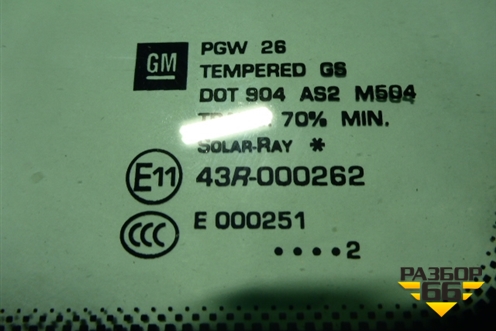 GM
PGW 26
TEMPERED GS
DOT 904 AS2 M504
70% MIN.
SOLAR-RAY *
E11 43R-000262
CCC E 000251
•••• 2
РАЗБОР
66